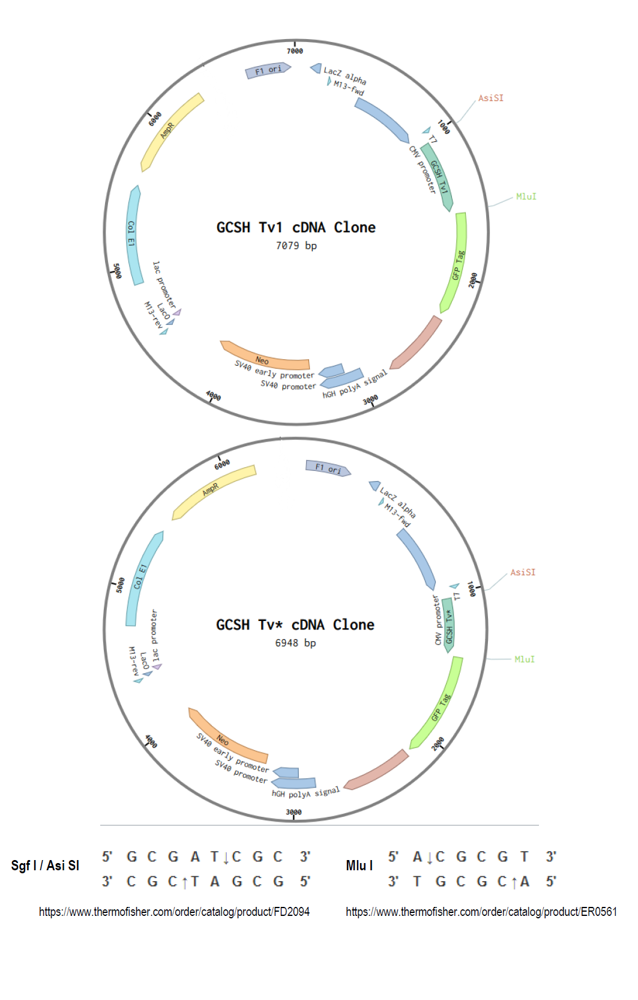 7000
F1 ori
LacZ alpha
M13-fwd
AsiSI
6000
1000
AmpR
T7
CMV promoter
GCSH Tv1
MluI
GCSH Tv1 cDNA Clone
7079 bp
Col E1
GFP Tag
5000
2000
lac promoter
LacO
M13-rev
Neo
SV40 early promoter
SV40 promoter
hGH polyA signal
4000
3000
6000
F1 ori
AmpR
LacZ alpha
M13-fwd
AsiSI
5000
Col E1
1000
T7
CMV promoter
GCSH Tv*
GCSH Tv* cDNA Clone
6948 bp
MluI
lac promoter
LacO
M13-rev
GFP Tag
4000
2000
Neo
SV40 early promoter
SV40 promoter
hGH polyA signal
3000
Sgf I / Asi SI
5' G C G A T↓C G C 3'
3' C G C↑T A G C G 5'
https://www.thermofisher.com/order/catalog/product/FD2094
Mlu I
5' A↓C G C G T 3'
3' T G C G C↑A 5'
https://www.thermofisher.com/order/catalog/product/ER0561